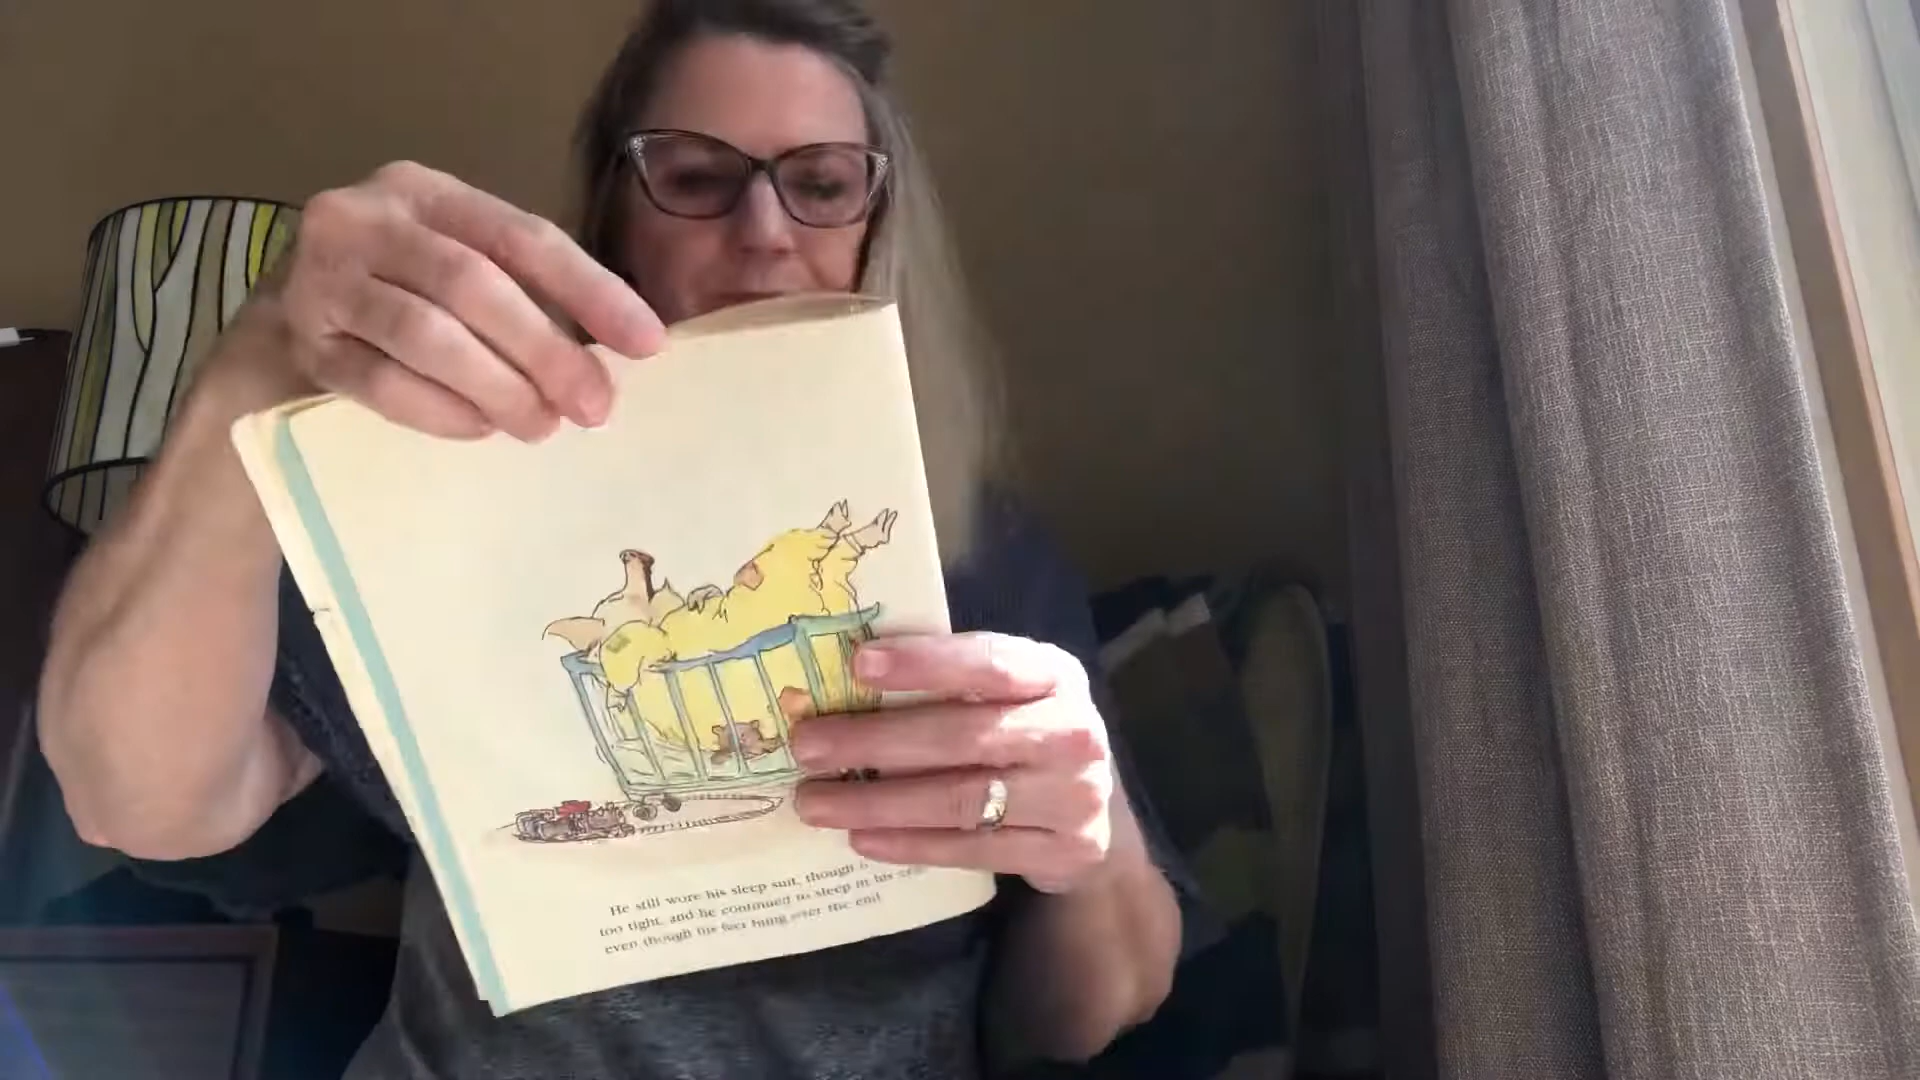 He still wore his sleep suit, though
too tight, and he continued to sleep in his
even though his feet hung over the end